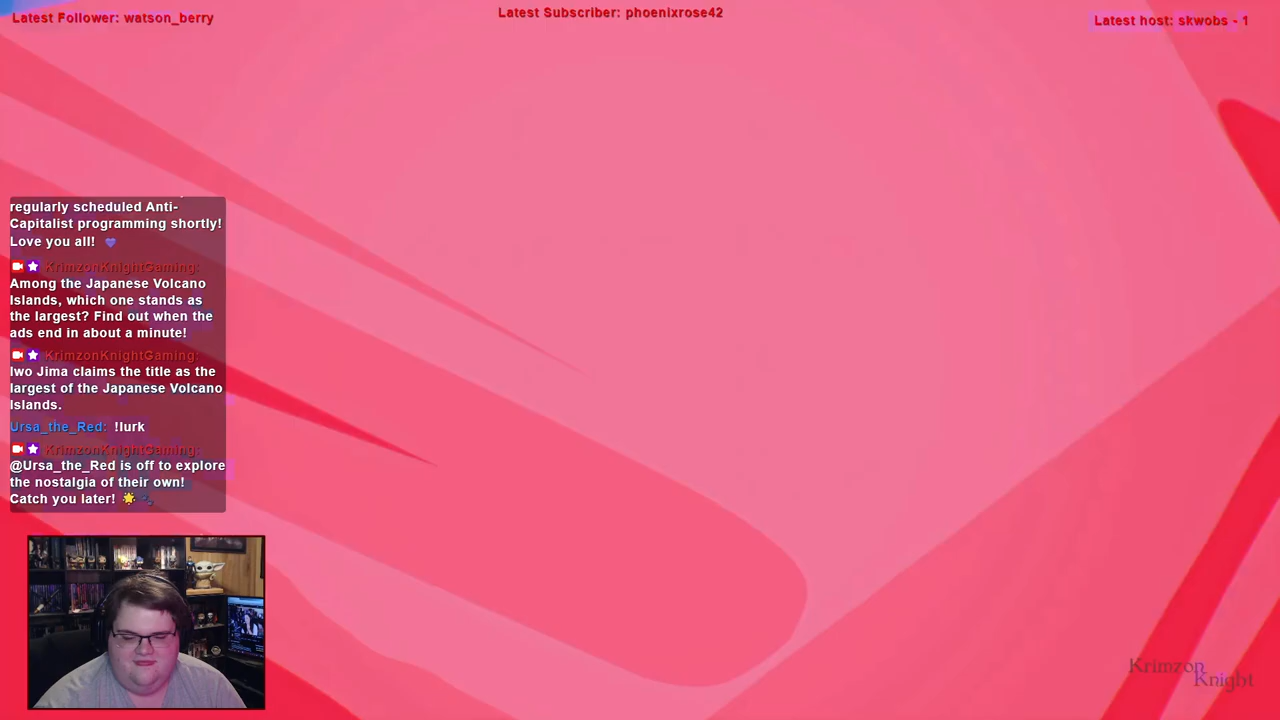 Latest Follower: watson_berry
Latest Subscriber: phoenixrose42
Latest host: skwobs - 1
regularly scheduled Anti-
Capitalist programming shortly!
Love you all!
KrimzonKnightGaming:
Among the Japanese Volcano
Islands, which one stands as
the largest? Find out when the
ads end in about a minute!
KrimzonKnightGaming:
Iwo Jima claims the title as the
largest of the Japanese Volcano
Islands.
Ursa_the_Red: !lurk
KrimzonKnightGaming:
@Ursa_the_Red is off to explore
the nostalgia of their own!
Catch you later!
Krimzon
Knight